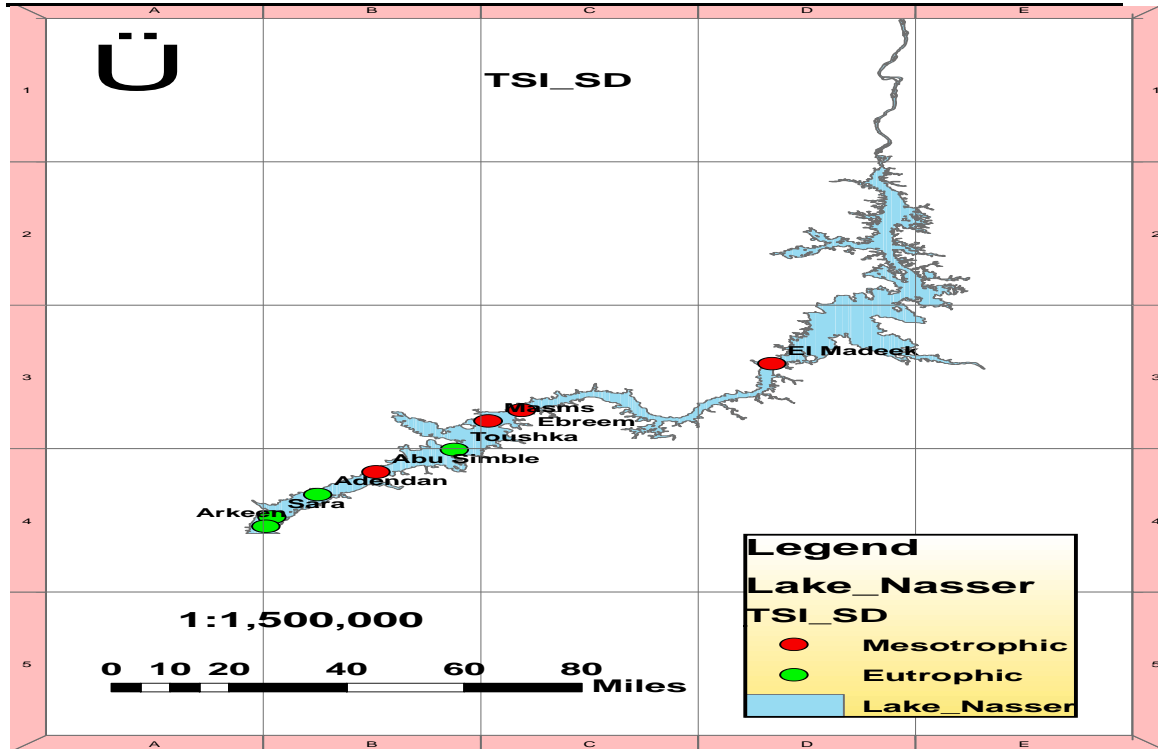 A B C D E
Ü
TSI_SD
1 1
2 2
El Madeek
3 3
Masms
Ebreem
Toushka
Abu Simble
Adendan
Sara
Arkeen
4 4
Legend
Lake_Nasser
TSI_SD
Mesotrophic
Eutrophic
Lake_Nasser
1:1,500,000
5 5
0 10 20 40 60 80
Miles
A B C D E